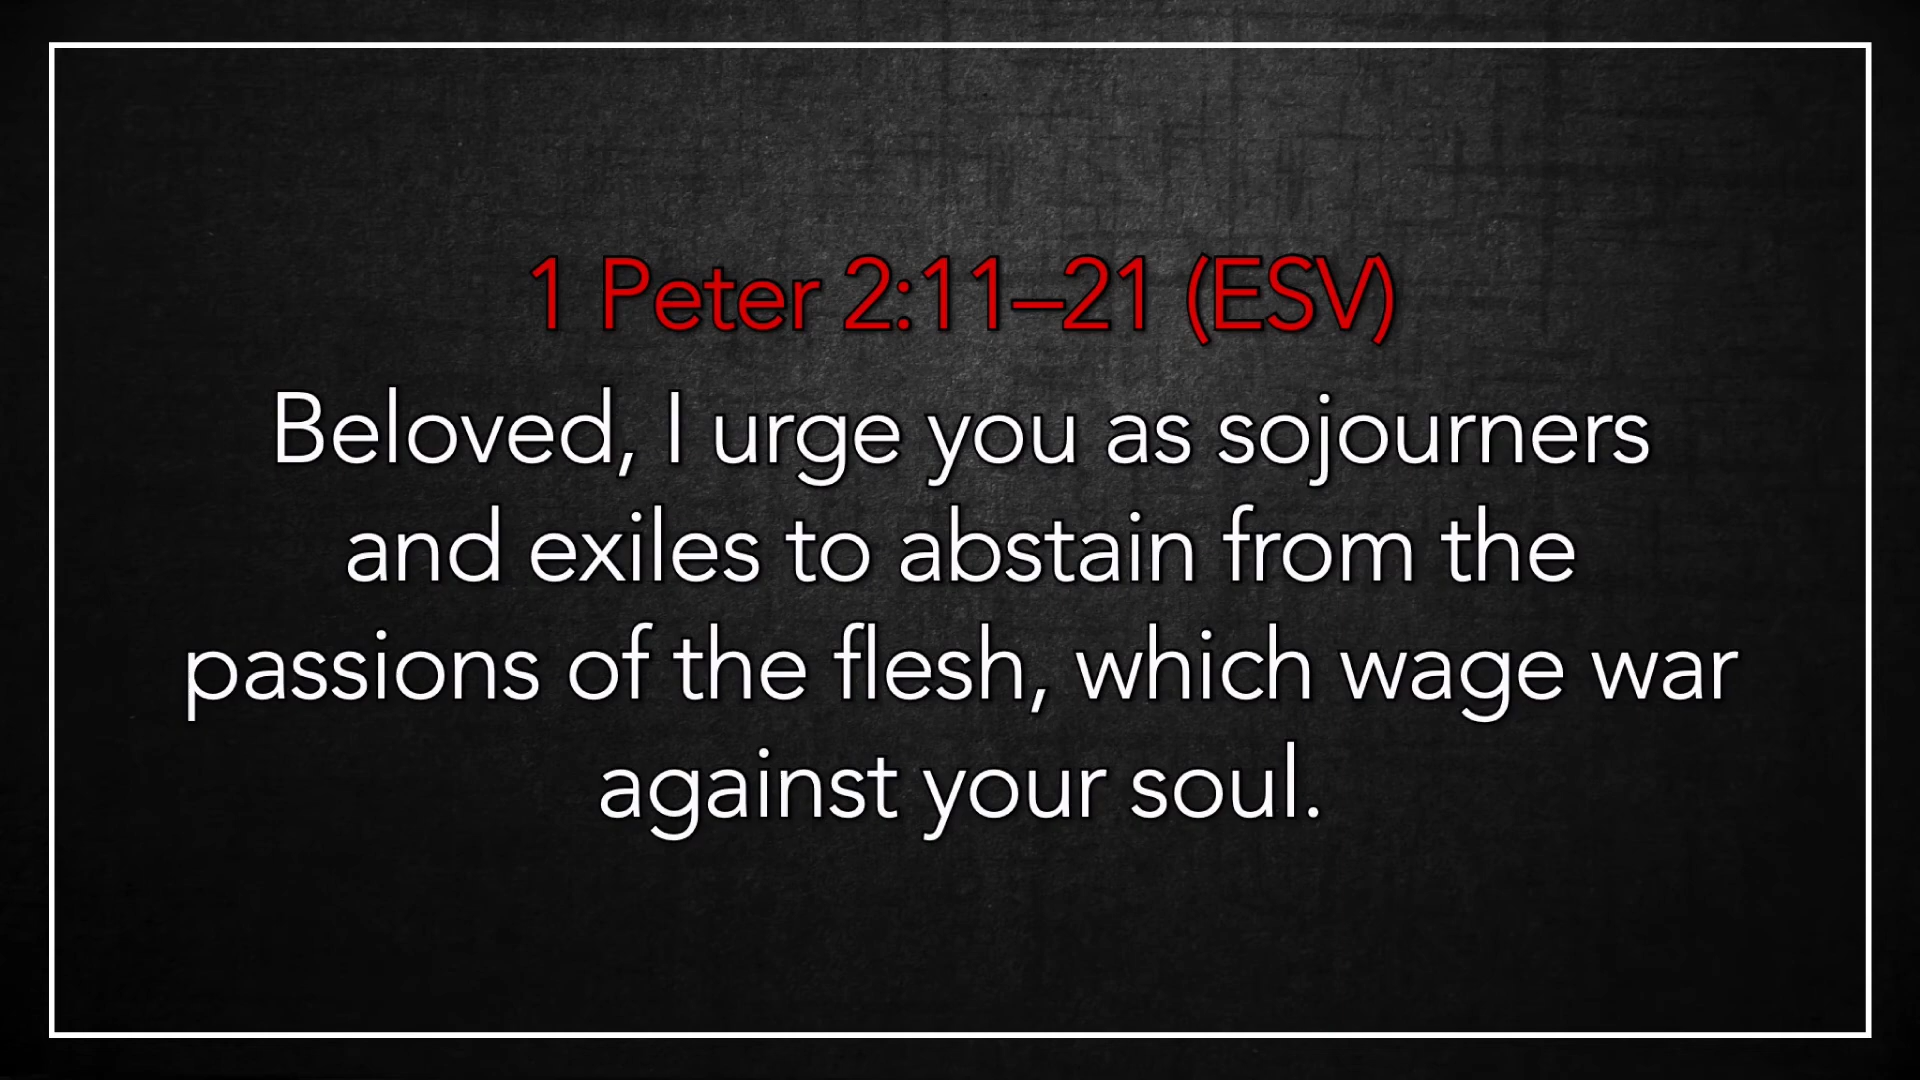 1 Peter 2:11–21 (ESV)
Beloved, I urge you as sojourners
and exiles to abstain from the
passions of the flesh, which wage war
against your soul.